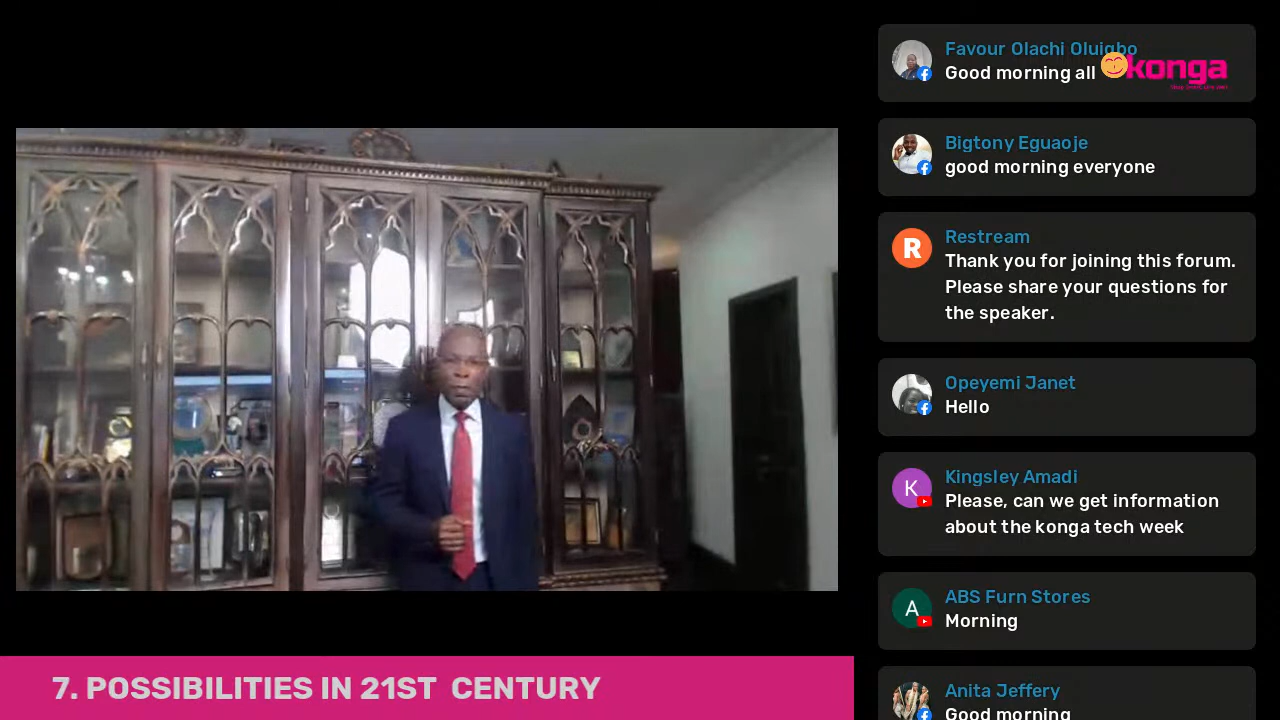 Favour Olachi Oluigbo
Good morning all
konga
Bigtony Eguaoje
good morning everyone
R
Restream
Thank you for joining this forum.
Please share your questions for
the speaker.
Opeyemi Janet
Hello
K
Kingsley Amadi
Please, can we get information
about the konga tech week
A
ABS Furn Stores
Morning
Anita Jeffery
Good morning
7. POSSIBILITIES IN 21ST CENTURY